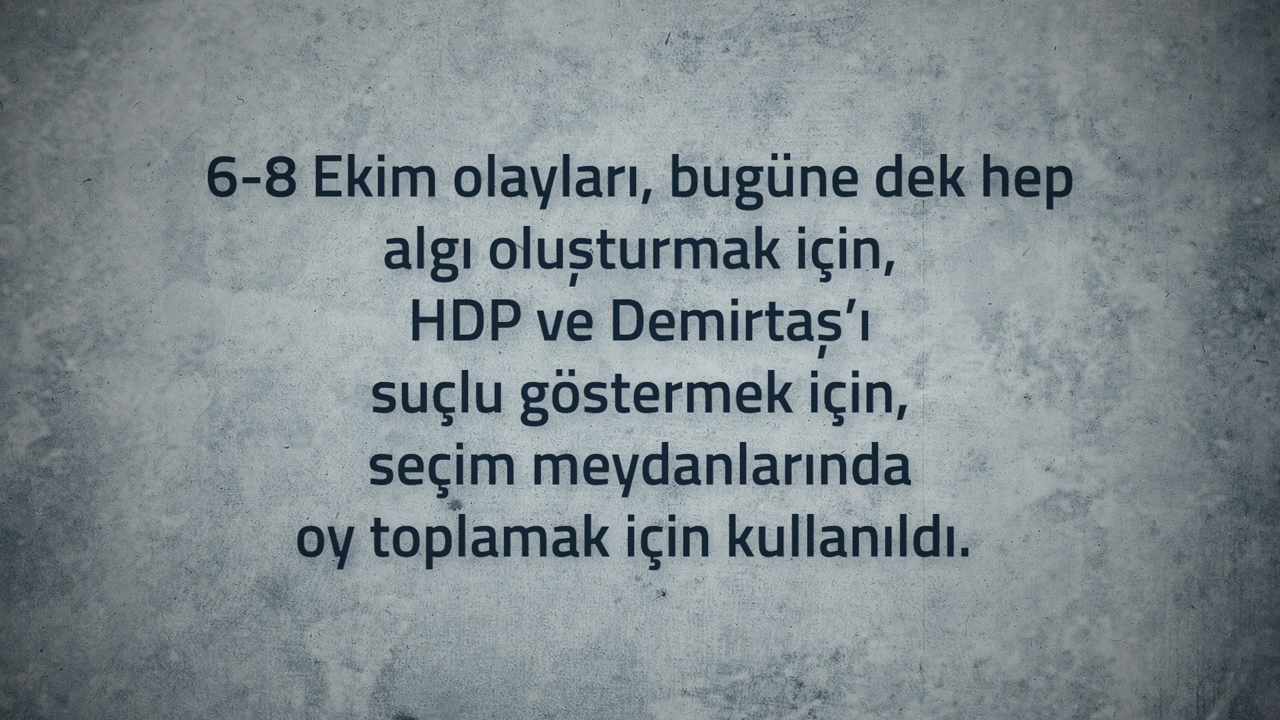 6-8 Ekim olayları, bugüne dek hep
algı oluşturmak için,
HDP ve Demirtaş’ı
suçlu göstermek için,
seçim meydanlarında
oy toplamak için kullanıldı.